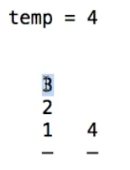 temp = 4
3
2
1 4
_ _